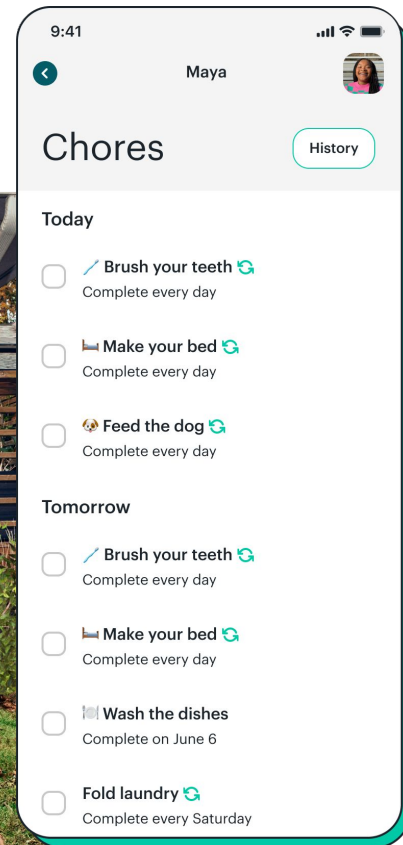 9:41
Maya
Chores
History
Today
Brush your teeth
Complete every day
Make your bed
Complete every day
Feed the dog
Complete every day
Tomorrow
Brush your teeth
Complete every day
Make your bed
Complete every day
Wash the dishes
Complete on June 6
Fold laundry
Complete every Saturday